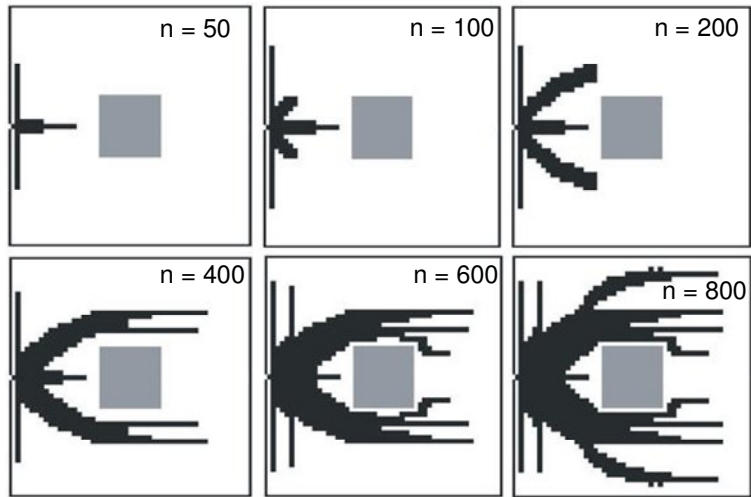 n = 50
n = 100
n = 200
n = 400
n = 600
n = 800